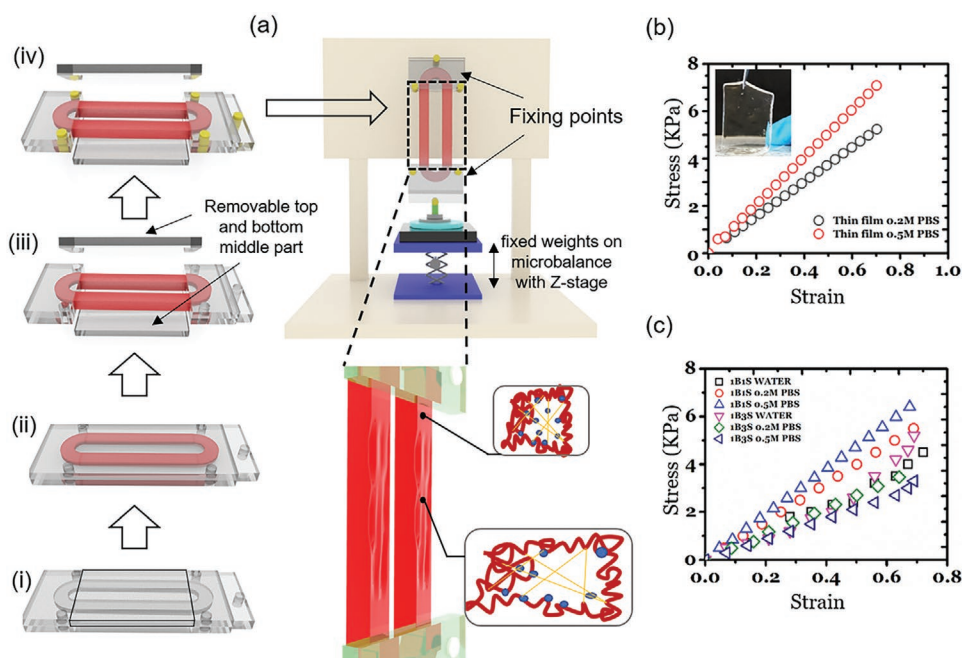 (iv)
(a)
Fixing points
Removable top
and bottom
middle part
(iii)
fixed weights on
microbalance
with Z-stage
(ii)
(i)
(b)
8
6
4
2
0
Stress (KPa)
Thin film 0.2M PBS
Thin film 0.5M PBS
0.0 0.2 0.4 0.6 0.8 1.0
Strain
(c)
8
6
4
2
0
Stress (KPa)
1B1S WATER
1B1S 0.2M PBS
1B1S 0.5M PBS
1B3S WATER
1B3S 0.2M PBS
1B3S 0.5M PBS
0.0 0.2 0.4 0.6 0.8
Strain